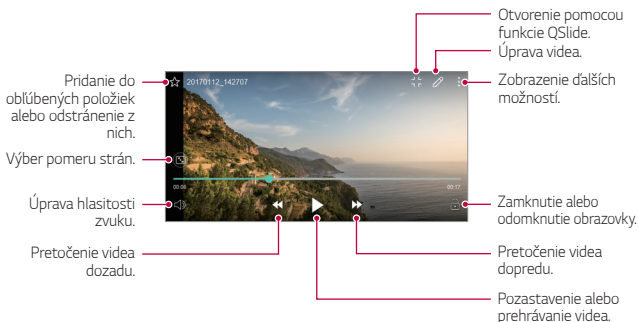 Otvorenie pomocou
funkcie QSlide.
Úprava videa.
Zobrazenie ďalších
možností.
Pridanie do
obľúbených položiek
alebo odstránenie z
nich.
20170112_142707
Výber pomeru strán.
00:06
00:17
Úprava hlasitosti
zvuku.
Zamknutie alebo
odomknutie obrazovky.
Pretočenie videa
dozadu.
Pretočenie videa
dopredu.
Pozastavenie alebo
prehrávanie videa.